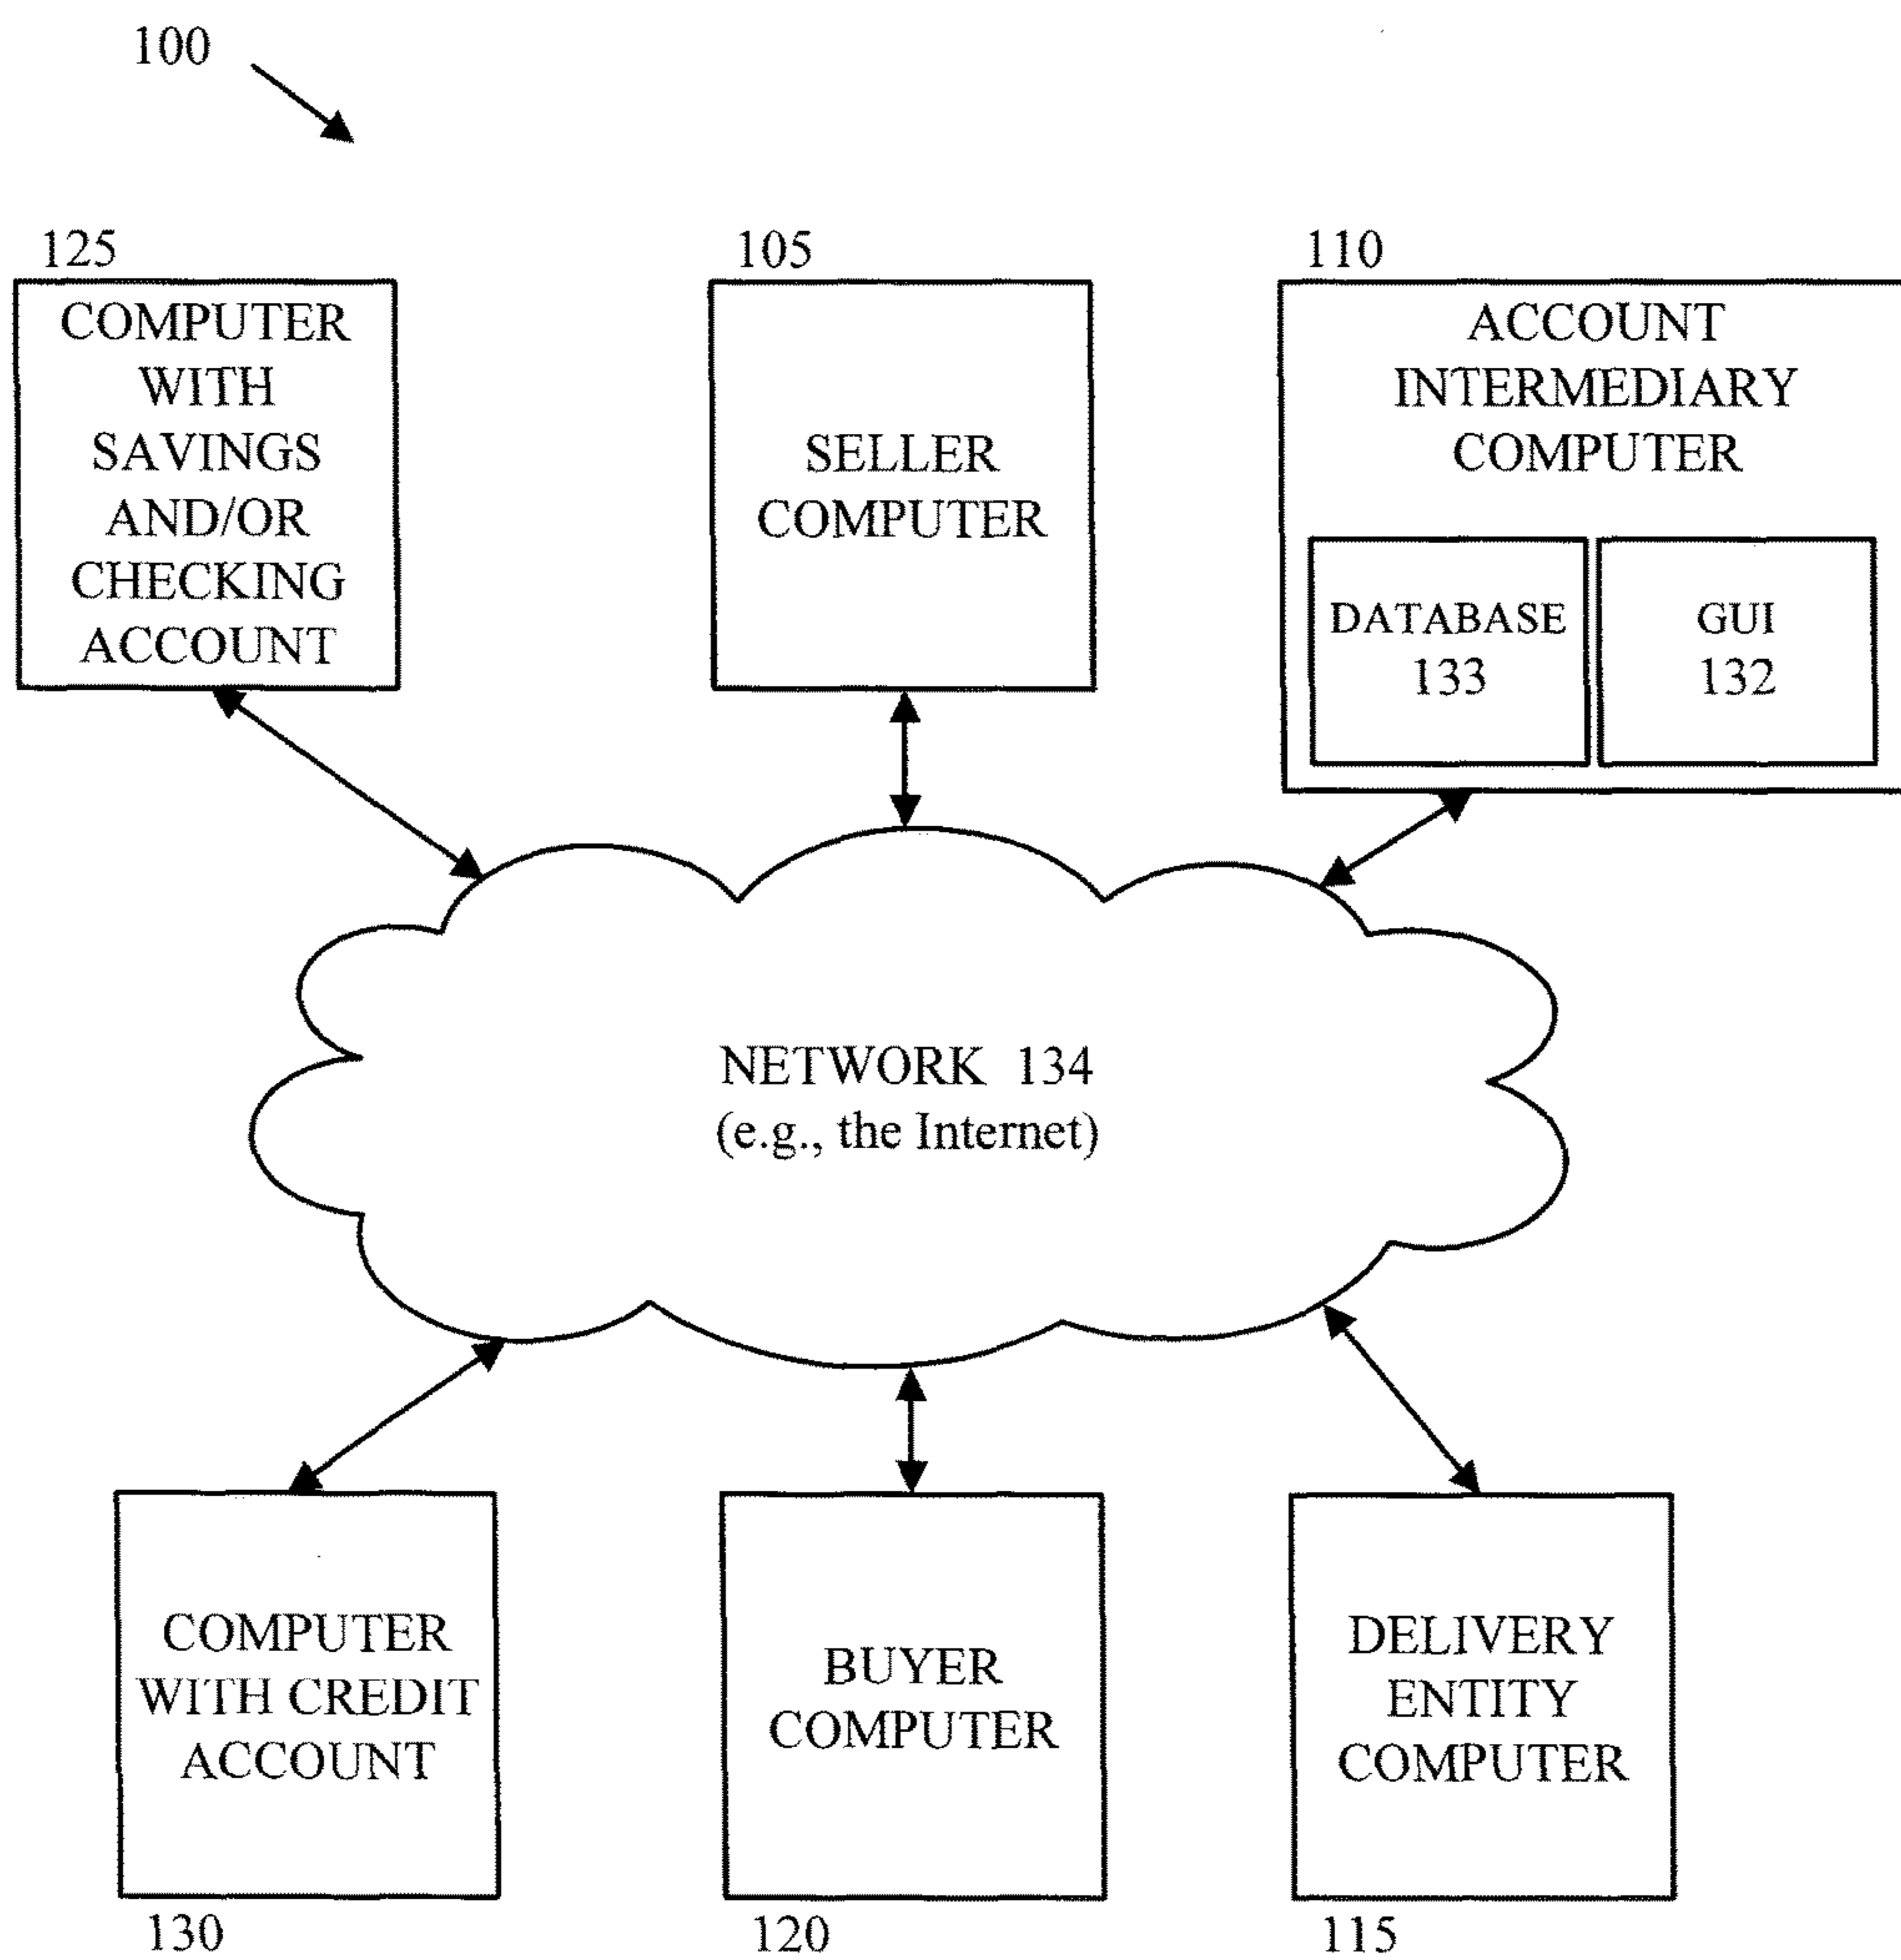 100
125
COMPUTER
WITH
SAVINGS
AND/OR
CHECKING
ACCOUNT
105
SELLER
COMPUTER
110
ACCOUNT
INTERMEDIARY
COMPUTER
DATABASE
133
GUI
132
NETWORK 134
(e.g., the Internet)
COMPUTER
WITH CREDIT
ACCOUNT
130
BUYER
COMPUTER
120
DELIVERY
ENTITY
COMPUTER
115